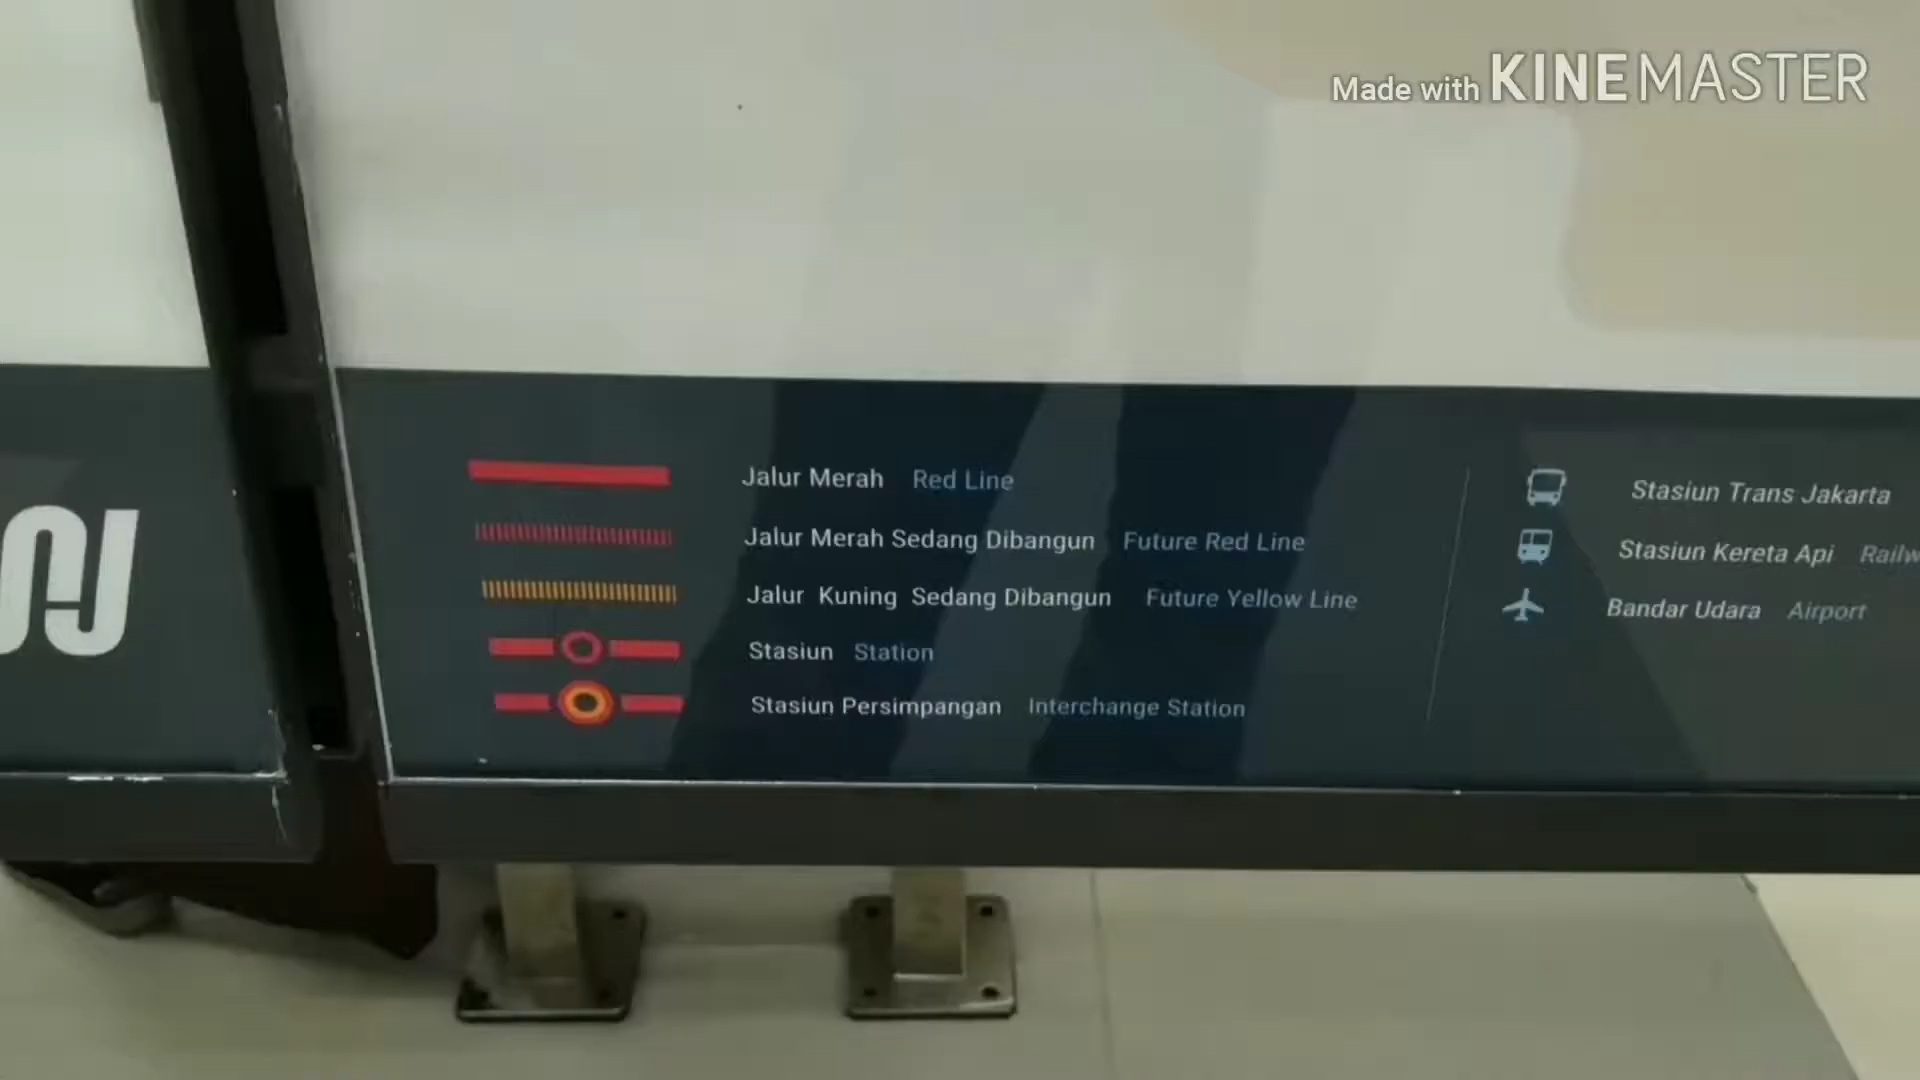 Made with KINEMASTER
Jalur Merah Red Line
Jalur Merah Sedang Dibangun Future Red Line
Jalur Kuning Sedang Dibangun Future Yellow Line
Stasiun Station
Stasiun Persimpangan Interchange Station
Stasiun Trans Jakarta
Stasiun Kereta Api
Bandar Udara Airport